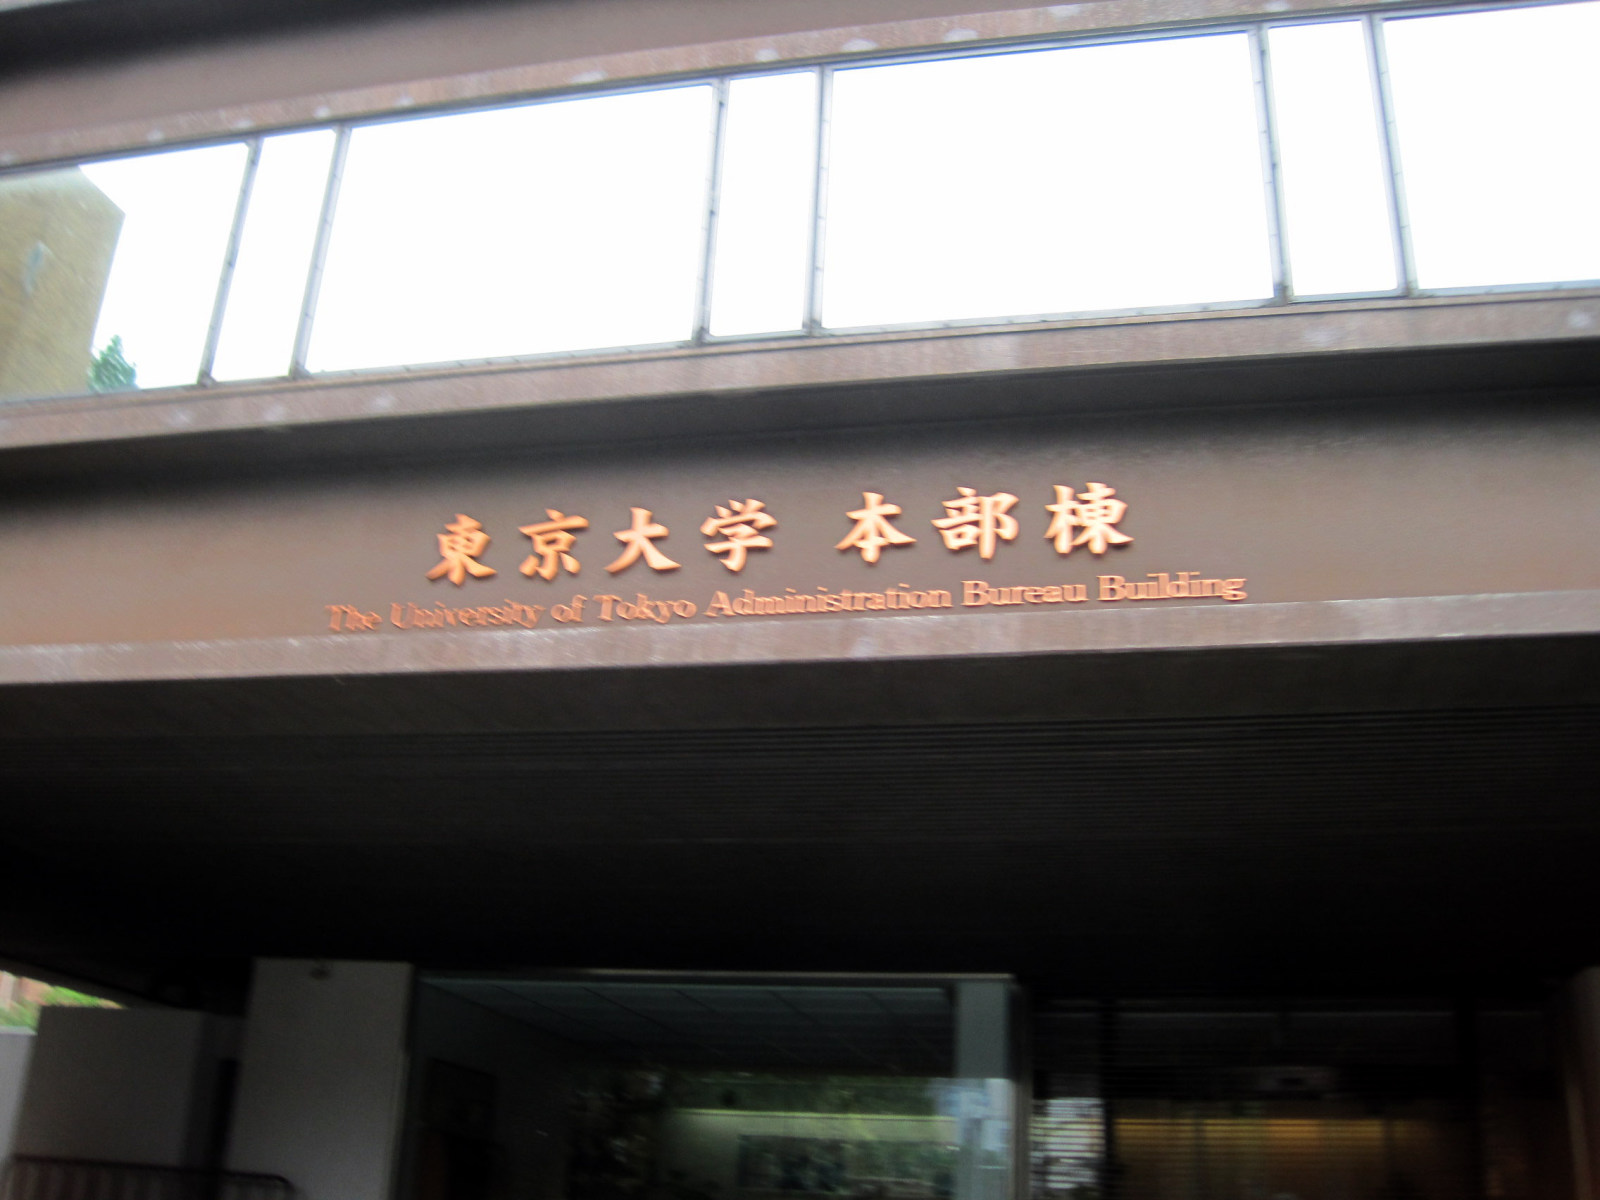 東京大学 本部棟
The University of Tokyo Administration Bureau Building